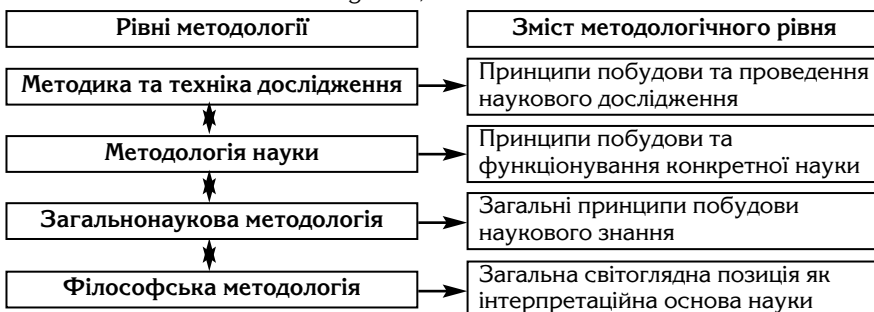 Рівні методології
Зміст методологічного рівня
Методика та техніка дослідження
Принципи побудови та проведення
наукового дослідження
Методологія науки
Принципи побудови та
функціонування конкретної науки
Загальнонаукова методологія
Загальні принципи побудови
наукового знання
Філософська методологія
Загальна світоглядна позиція як
інтерпретаційна основа науки